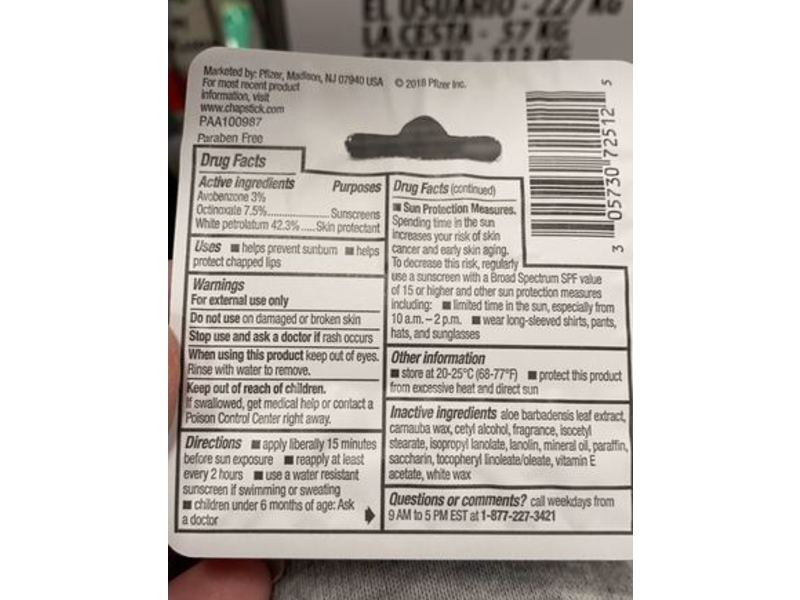 EL USUARIO - 227 KG
LA CESTA - 57 KG
Marketed by: Pfizer, Madison, NJ 07940 USA © 2018 Pfizer Inc.
For most recent product
information, visit
www.chapstick.com
PAA100987
Paraben Free
3 05730 72512 5
Drug Facts
Active ingredients Purposes
Avobenzone 3%
Octinoxate 7.5%.................. Sunscreens
White petrolatum 42.3%..... Skin protectant
Uses ■ helps prevent sunburn ■ helps
protect chapped lips
Warnings
For external use only
Do not use on damaged or broken skin
Stop use and ask a doctor if rash occurs
When using this product keep out of eyes.
Rinse with water to remove.
Keep out of reach of children.
If swallowed, get medical help or contact a
Poison Control Center right away.
Directions ■ apply liberally 15 minutes
before sun exposure ■ reapply at least
every 2 hours ■ use a water resistant
sunscreen if swimming or sweating
■ children under 6 months of age: Ask
a doctor
Drug Facts (continued)
■ Sun Protection Measures.
Spending time in the sun
increases your risk of skin
cancer and early skin aging.
To decrease this risk, regularly
use a sunscreen with a Broad Spectrum SPF value
of 15 or higher and other sun protection measures
including: ■ limited time in the sun, especially from
10 a.m. – 2 p.m. ■ wear long-sleeved shirts, pants,
hats, and sunglasses
Other information
■ store at 20-25°C (68-77°F) ■ protect this product
from excessive heat and direct sun
Inactive ingredients aloe barbadensis leaf extract,
carnauba wax, cetyl alcohol, fragrance, isocetyl
stearate, isopropyl lanolate, lanolin, mineral oil, paraffin,
saccharin, tocopheryl linoleate/oleate, vitamin E
acetate, white wax
Questions or comments? call weekdays from
9 AM to 5 PM EST at 1-877-227-3421